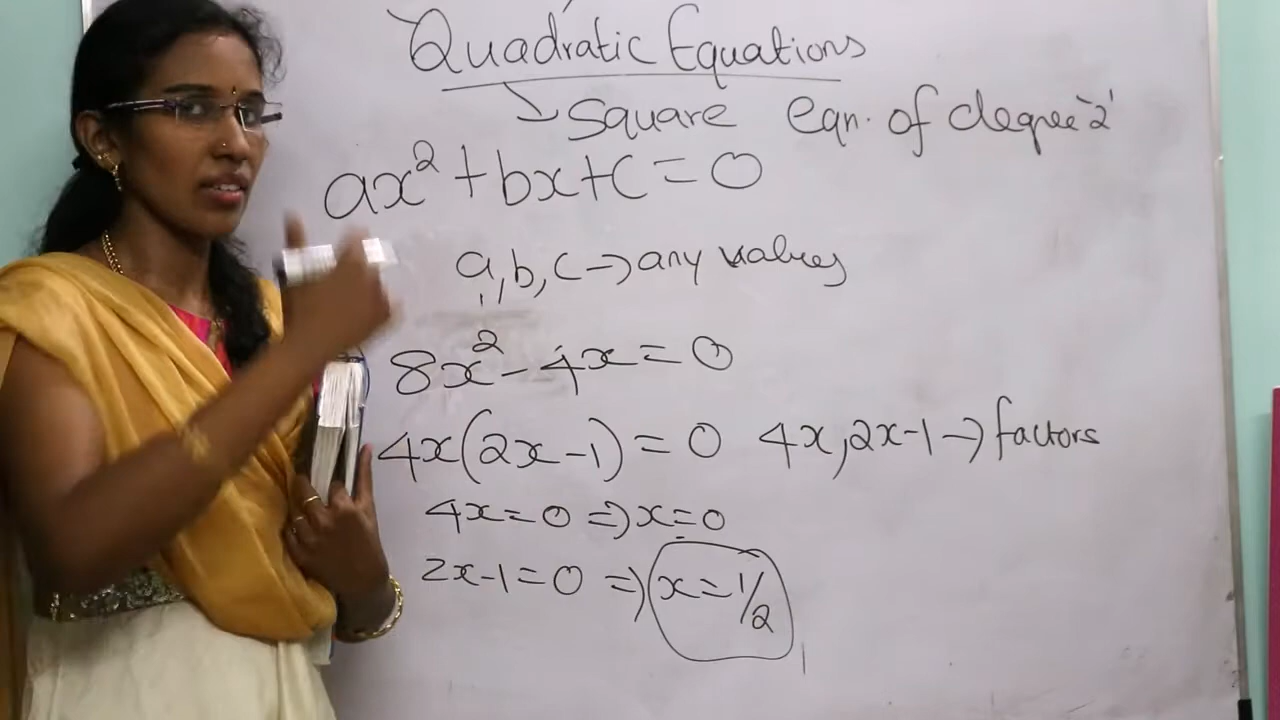 Quadratic Equations
→ Square eqn. of degree '2'
ax² + bx + c = 0
a, b, c → any values
8x² - 4x = 0
4x(2x-1) = 0 4x, 2x-1 → factors
4x = 0 ⇒ x = 0
2x-1 = 0 ⇒ x = 1/2